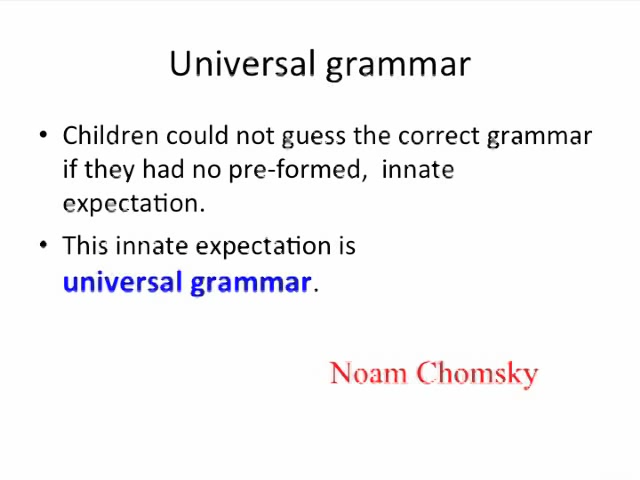 Universal grammar
• Children could not guess the correct grammar
if they had no pre-formed, innate
expectation.
• This innate expectation is
universal grammar.
Noam Chomsky